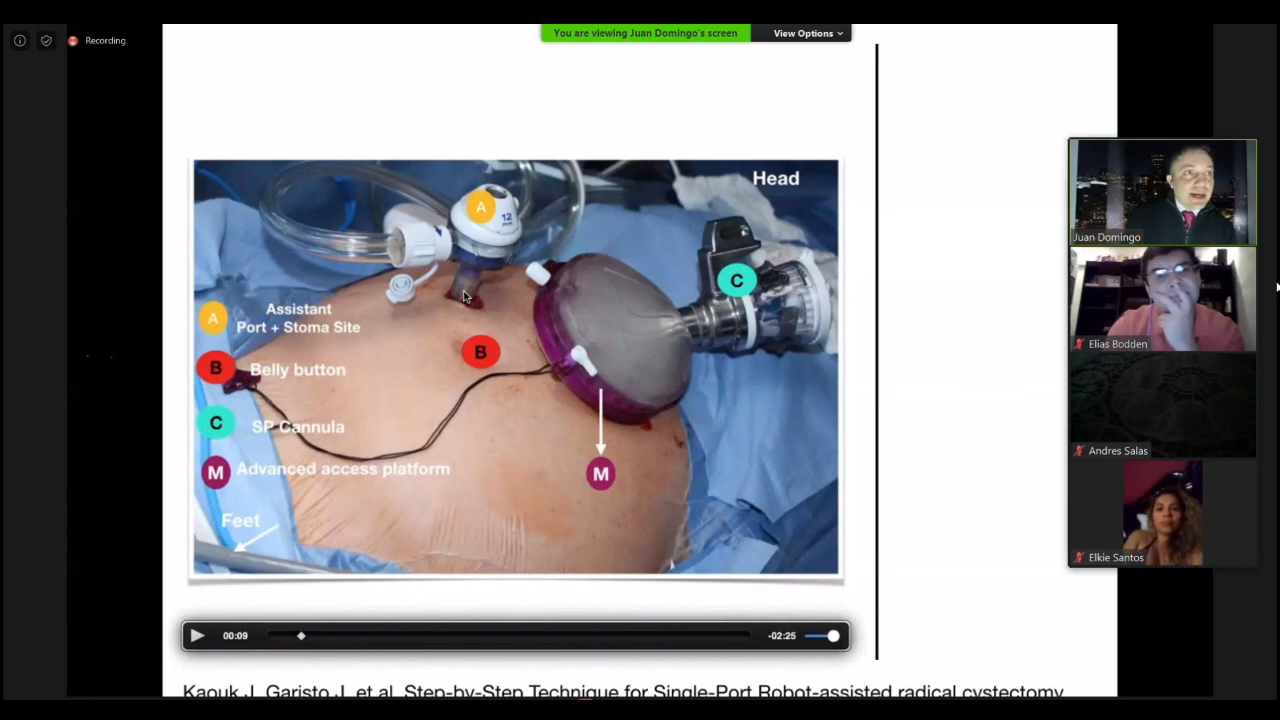 Recording
You are viewing Juan Domingo's screen
View Options
Head
A
12
mm
C
A
Assistant
Port + Stoma Site
B
B
Belly button
C
SP Cannula
M
Advanced access platform
M
Feet
00:09
-02:25
Kaouk J, Garisto J, et al. Step-by-Step Technique for Single-Port Robot-assisted radical cystectomy
Juan Domingo
Elias Bodden
Andres Salas
Elkie Santos